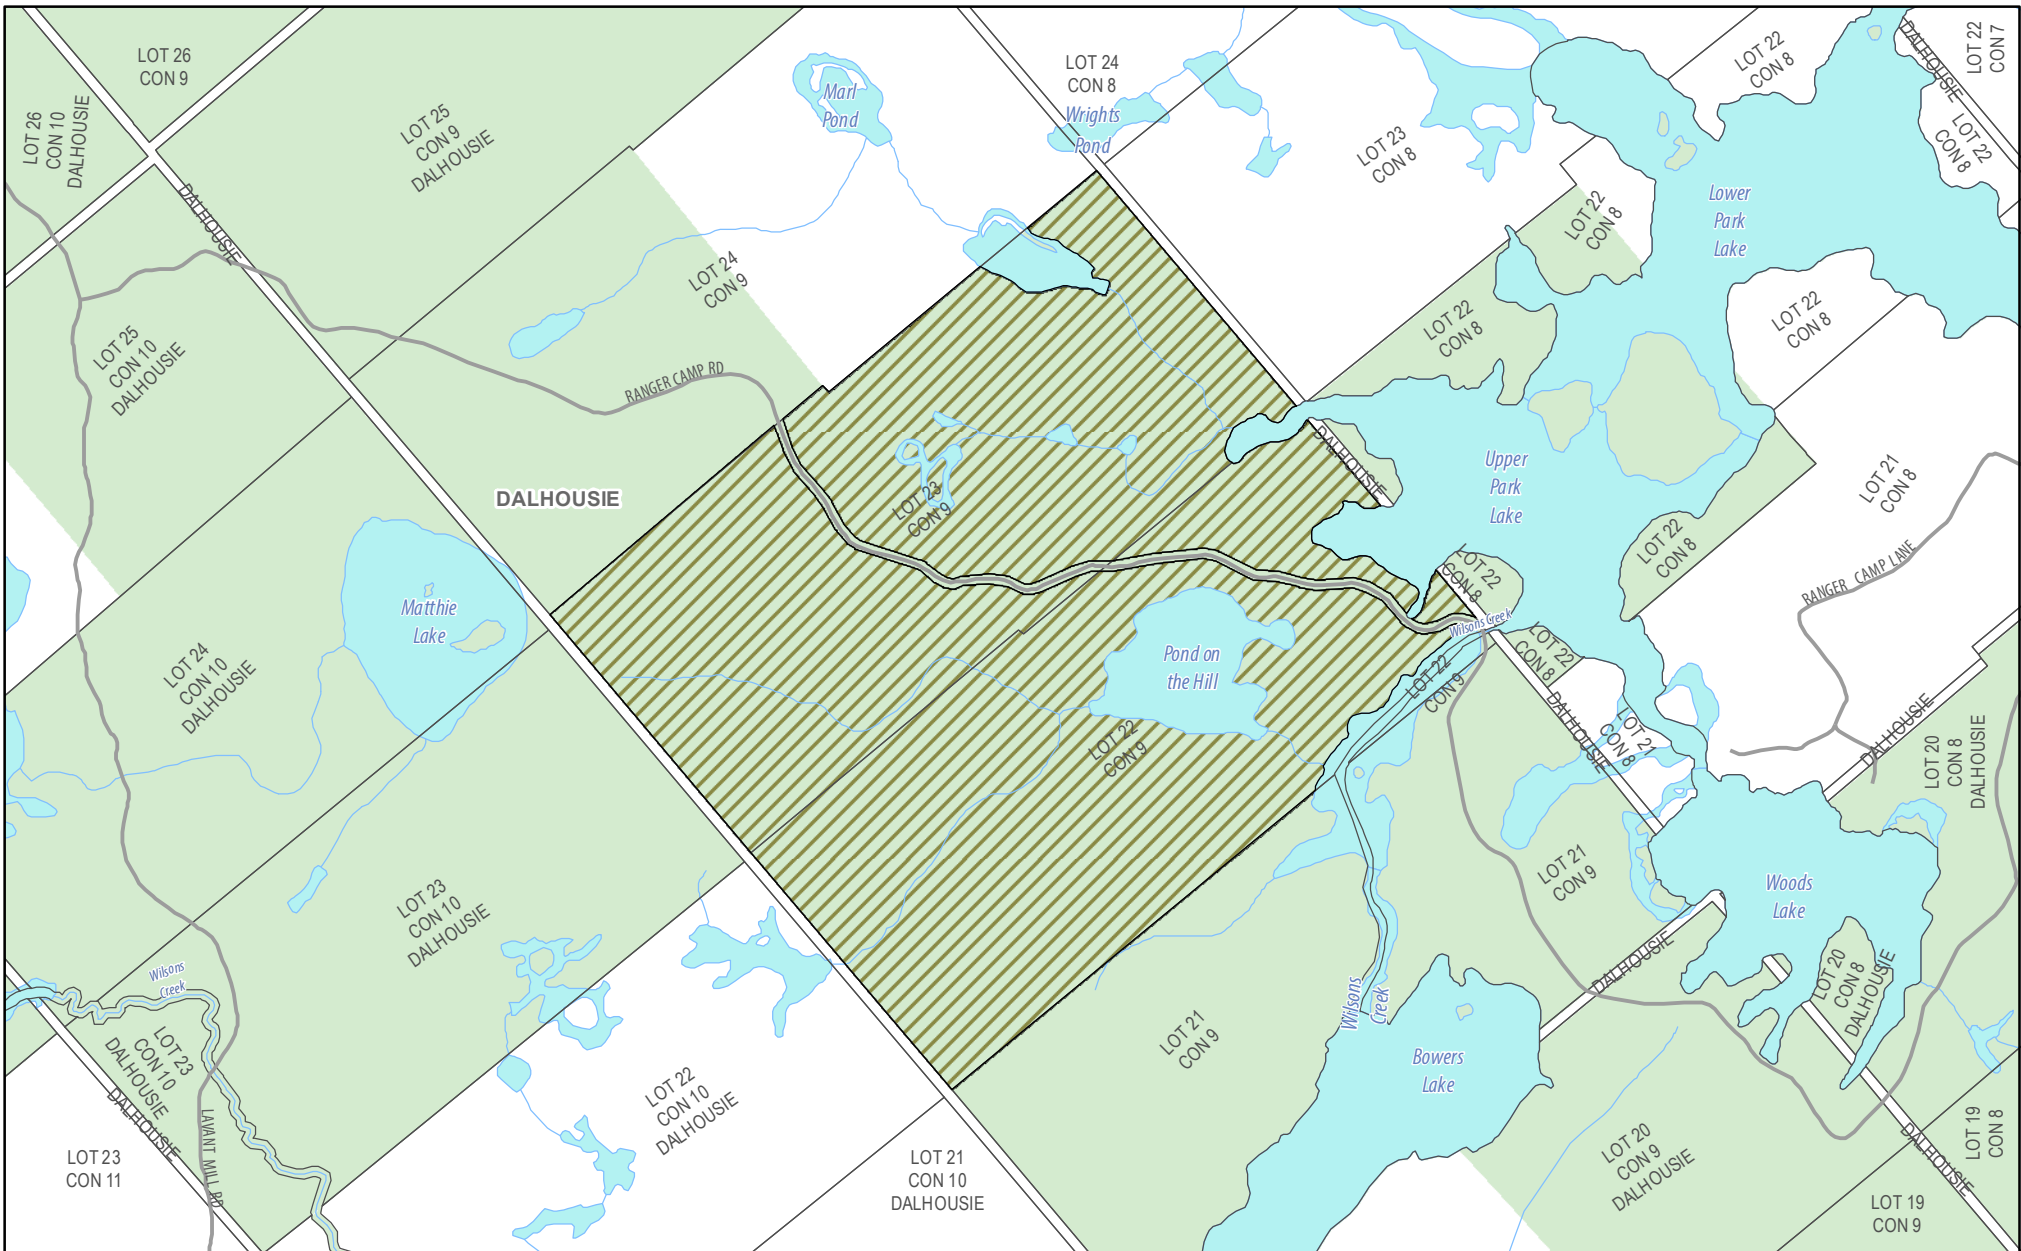 LOT 26
CON 9
LOT 26
CON 10
DALHOUSIE
LOT 25
CON 9
DALHOUSIE
Marl
Pond
LOT 24
CON 8
Wrights
Pond
LOT 23
CON 8
LOT 22
CON 8
DALHOUSIE
LOT 22
CON 7
LOT 22
CON 8
Lower
Park
Lake
LOT 22
CON 8
DALHOUSIE
LOT 24
CON 9
LOT 22
CON 8
LOT 22
CON 8
LOT 25
CON 10
DALHOUSIE
RANGER CAMP RD
DALHOUSIE
Upper
Park
Lake
LOT 21
CON 8
DALHOUSIE
LOT 23
CON 9
LOT 22
CON 8
LOT 22
CON 8
RANGER CAMP LANE
Matthie
Lake
Wilsons Creek
Pond on
the Hill
LOT 22
CON 9
LOT 22
CON 8
LOT 24
CON 10
DALHOUSIE
LOT 22
CON 9
DALHOUSIE
LOT 21
CON 8
DALHOUSIE
LOT 20
CON 8
DALHOUSIE
LOT 21
CON 9
Woods
Lake
LOT 23
CON 10
DALHOUSIE
Wilsons
Creek
DALHOUSIE
LOT 20
CON 8
DALHOUSIE
Wilsons
Creek
LOT 21
CON 9
Bowers
Lake
LOT 23
CON 10
DALHOUSIE
DALHOUSIE
LAVANT MILL RD
LOT 22
CON 10
DALHOUSIE
LOT 23
CON 11
LOT 21
CON 10
DALHOUSIE
LOT 20
CON 9
DALHOUSIE
DALHOUSIE
LOT 19
CON 8
LOT 19
CON 9